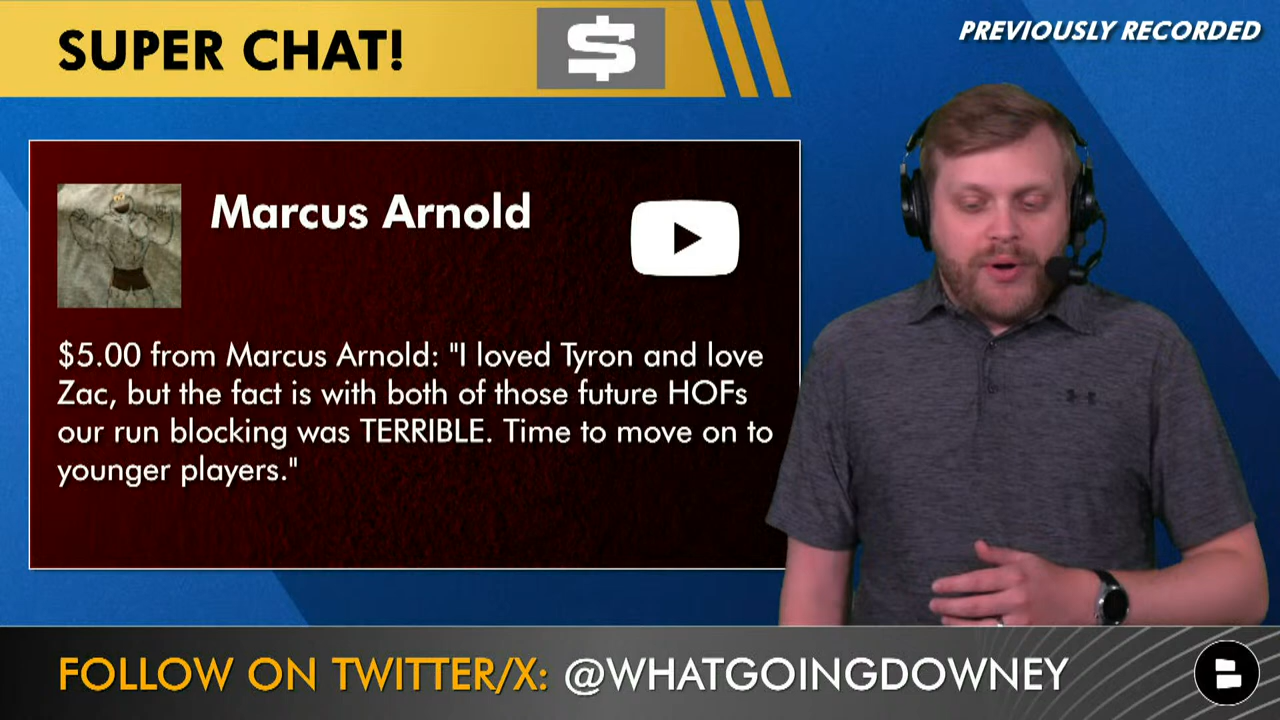 SUPER CHAT!
$
PREVIOUSLY RECORDED
Marcus Arnold
$5.00 from Marcus Arnold: "I loved Tyron and love
Zac, but the fact is with both of those future HOFs
our run blocking was TERRIBLE. Time to move on to
younger players."
FOLLOW ON TWITTER/X: @WHATGOINGDOWNEY